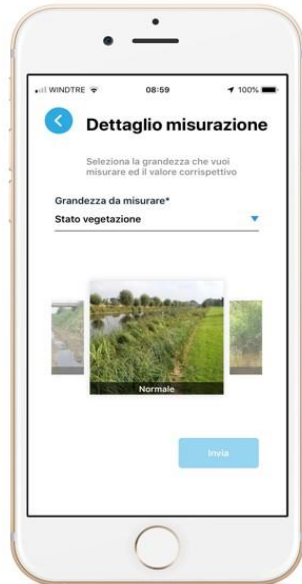 WINDTRE 08:59 100%
Dettaglio misurazione
Seleziona la grandezza che vuoi
misurare ed il valore corrispettivo
Grandezza da misurare*
Stato vegetazione
Normale
Invia